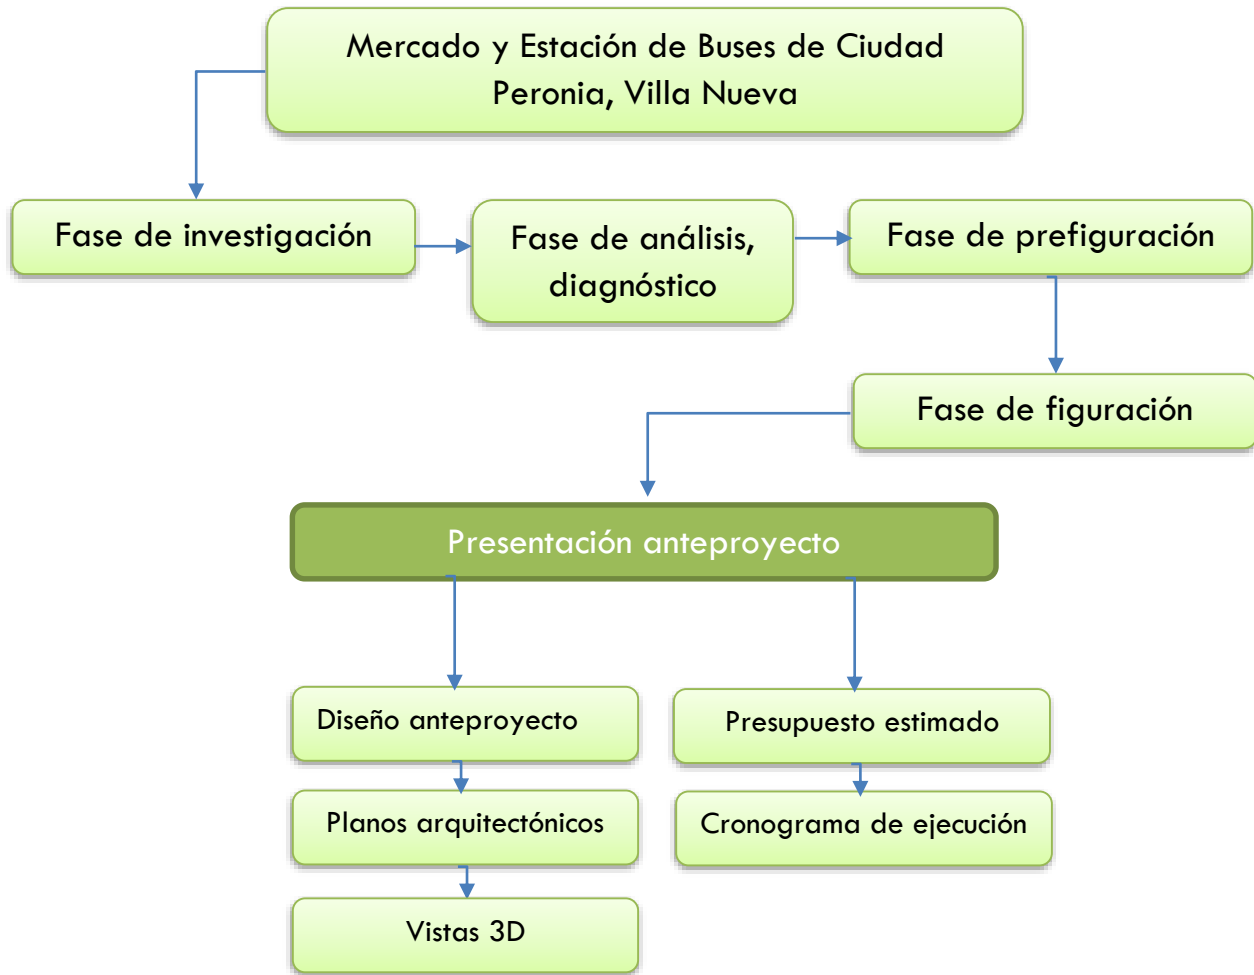 Mercado y Estación de Buses de Ciudad
Peronia, Villa Nueva
Fase de investigación
Fase de análisis,
diagnóstico
Fase de prefiguración
Fase de figuración
Presentación anteproyecto
Diseño anteproyecto
Presupuesto estimado
Planos arquitectónicos
Cronograma de ejecución
Vistas 3D